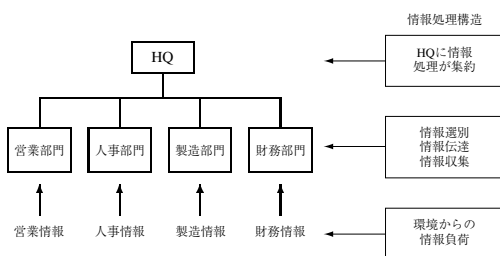 情報処理構造
HQ
HQに情報
処理が集約
営業部門
人事部門
製造部門
財務部門
情報選別
情報伝達
情報収集
営業情報
人事情報
製造情報
財務情報
環境からの
情報負荷